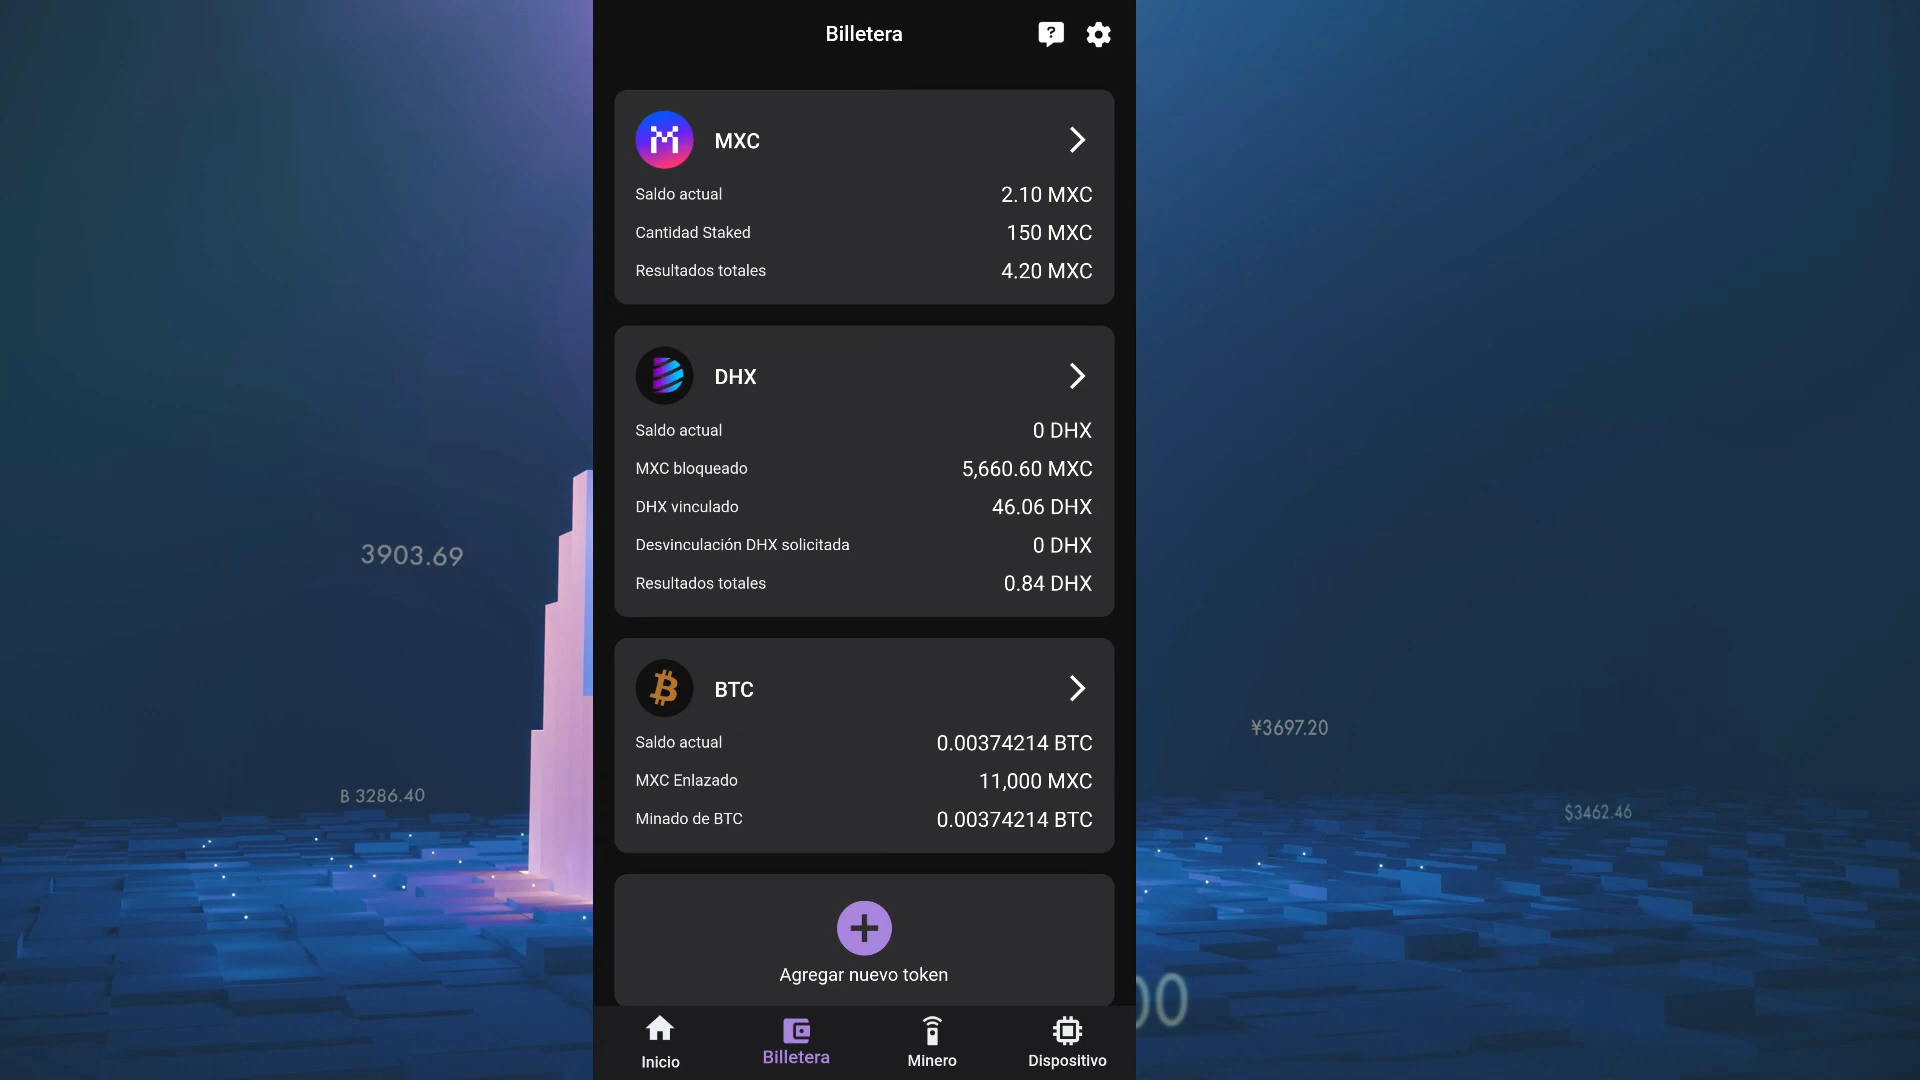 Billetera
MXC
Saldo actual 2.10 MXC
Cantidad Staked 150 MXC
Resultados totales 4.20 MXC
DHX
Saldo actual 0 DHX
MXC bloqueado 5,660.60 MXC
DHX vinculado 46.06 DHX
Desvinculación DHX solicitada 0 DHX
Resultados totales 0.84 DHX
BTC
Saldo actual 0.00374214 BTC
MXC Enlazado 11,000 MXC
Minado de BTC 0.00374214 BTC
Agregar nuevo token
Inicio Billetera Minero Dispositivo
3903.69
B 3286.40
¥3697.20
$3462.46